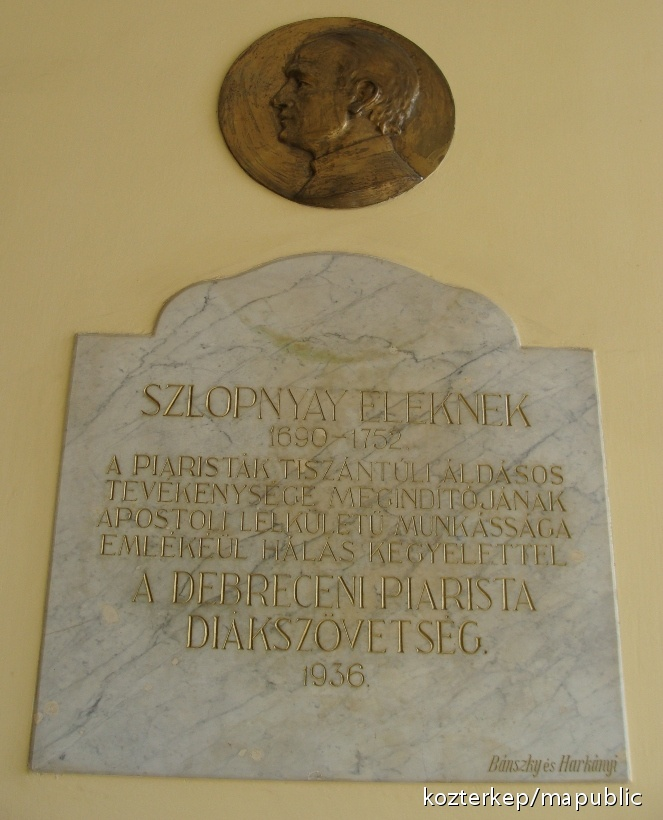 SZLOPNYAY ELEKNEK
1690-1752.
A PIARISTÁK TISZÁNTÚLI ÁLDÁSOS
TEVÉKENYSÉGE MEGINDÍTÓJÁNAK
APOSTOLI LELKÜLETŰ MUNKÁSSÁGA
EMLÉKEÜL HÁLÁS KEGYELETTEL
A DEBRECENI PIARISTA
DIÁKSZÖVETSÉG.
1936.
Bánszky és Harkányi
kozterkep/mapublic